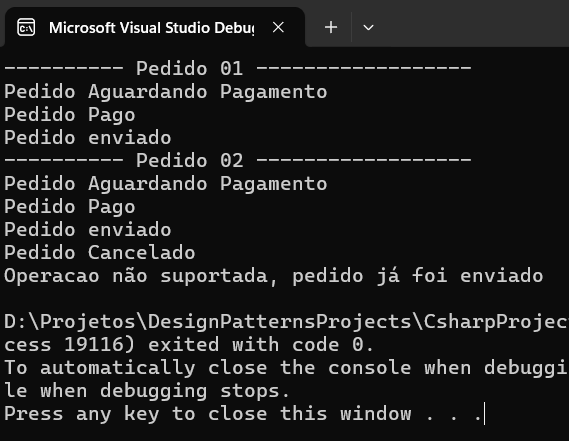 Microsoft Visual Studio Debug
---------- Pedido 01 ------------------
Pedido Aguardando Pagamento
Pedido Pago
Pedido enviado
---------- Pedido 02 ------------------
Pedido Aguardando Pagamento
Pedido Pago
Pedido enviado
Pedido Cancelado
Operacao não suportada, pedido já foi enviado
D:\Projetos\DesignPatternsProjects\CsharpProjec
cess 19116) exited with code 0.
To automatically close the console when debuggi
le when debugging stops.
Press any key to close this window . . .